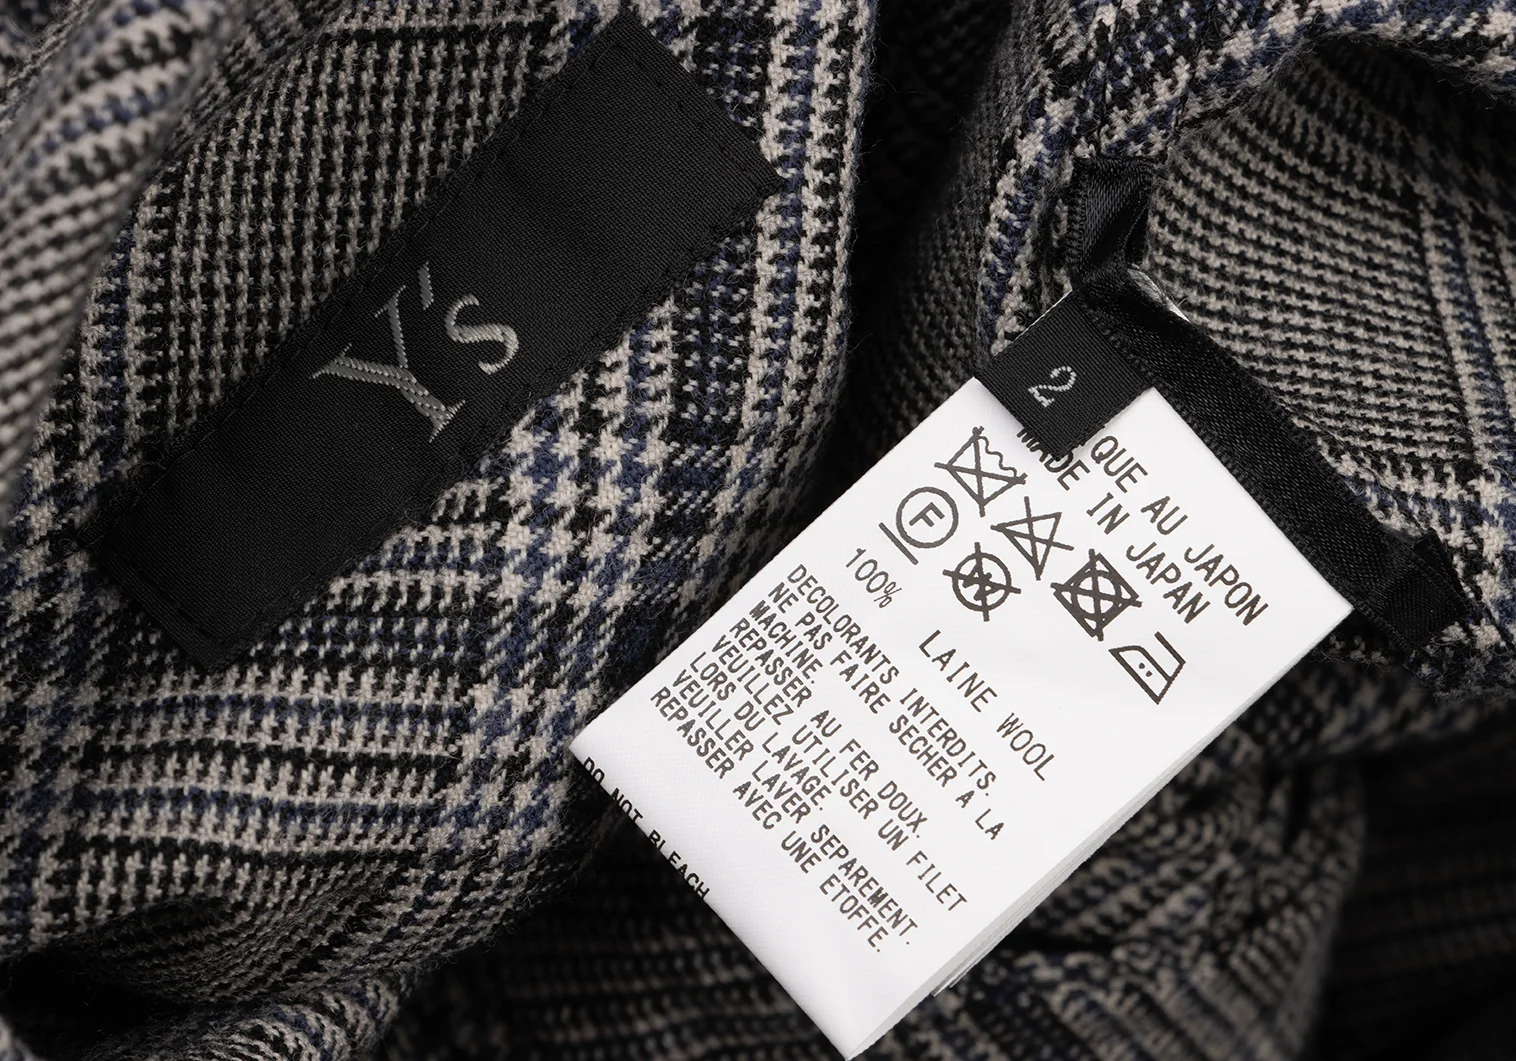 Y's
2
QUE AU JAPON
MADE IN JAPAN
F
W
100% LAINE WOOL
DECOLORANTS INTERDITS.
NE PAS FAIRE SECHER A LA
MACHINE
REPASSER AU FER DOUX.
VEUILLEZ UTILISER UN FILET
LORS DU LAVAGE.
VEUILLER LAVER SEPAREMENT.
REPASSER AVEC UNE ETOFFE.
DO NOT BLEACH